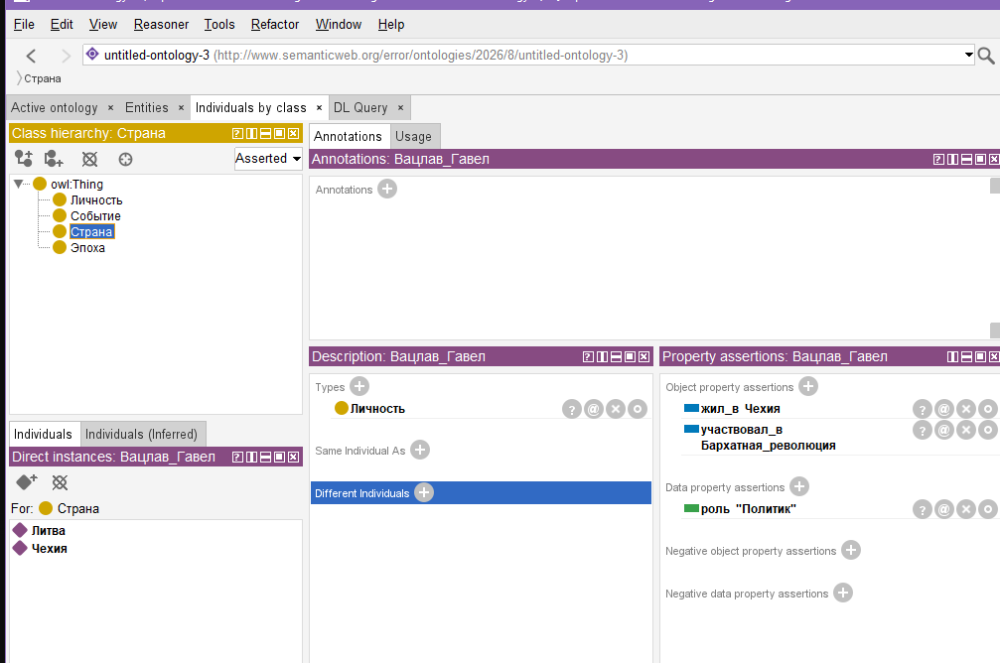 File Edit View Reasoner Tools Refactor Window Help
untitled-ontology-3 (http://www.semanticweb.org/error/ontologies/2026/8/untitled-ontology-3)
Страна
Active ontology × Entities × Individuals by class × DL Query ×
Class hierarchy: Страна
Asserted
owl:Thing
Личность
Событие
Страна
Эпоха
Annotations Usage
Annotations: Вацлав_Гавел
Annotations
Individuals Individuals (Inferred)
Direct instances: Вацлав_Гавел
For: Страна
Литва
Чехия
Description: Вацлав_Гавел
Types
Личность
Same Individual As
Different Individuals
Property assertions: Вацлав_Гавел
Object property assertions
жил_в Чехия
участвовал_в
Бархатная_революция
Data property assertions
роль "Политик"
Negative object property assertions
Negative data property assertions